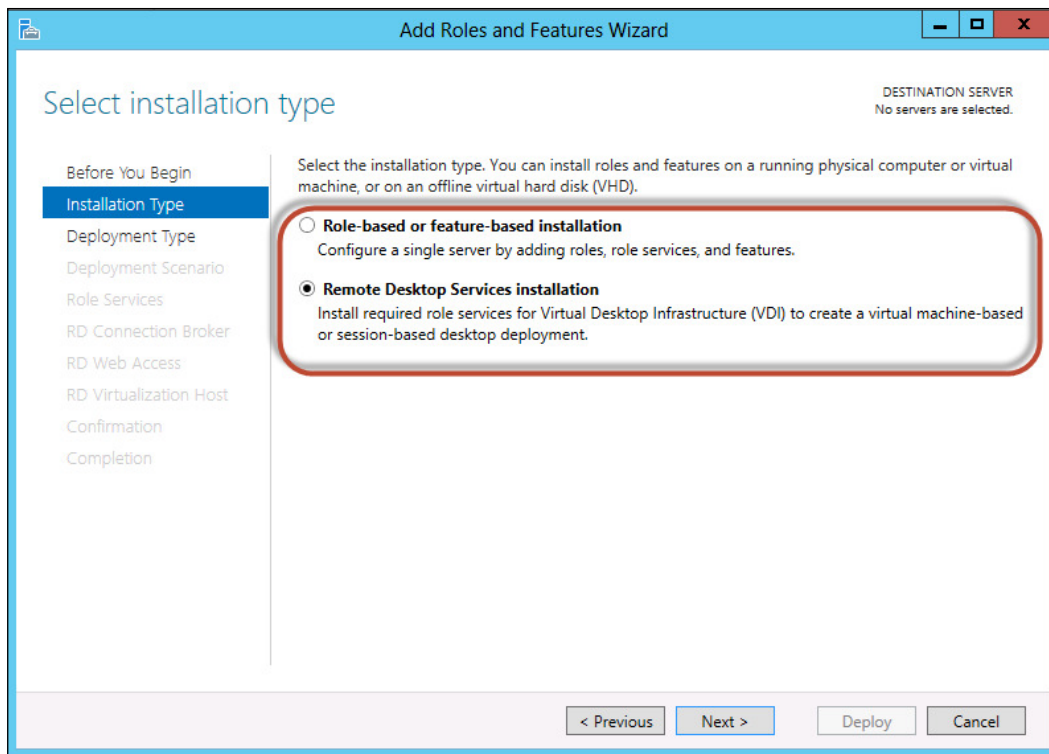 Add Roles and Features Wizard
Select installation type
DESTINATION SERVER
No servers are selected.
Before You Begin
Installation Type
Deployment Type
Deployment Scenario
Role Services
RD Connection Broker
RD Web Access
RD Virtualization Host
Confirmation
Completion
Select the installation type. You can install roles and features on a running physical computer or virtual
machine, or on an offline virtual hard disk (VHD).
Role-based or feature-based installation
Configure a single server by adding roles, role services, and features.
Remote Desktop Services installation
Install required role services for Virtual Desktop Infrastructure (VDI) to create a virtual machine-based
or session-based desktop deployment.
< Previous
Next >
Deploy
Cancel